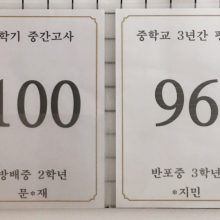 학기 중간고사
100
방배중 2학년
문*재
중학교 3년간 평
96
반포중 3학년
*지민